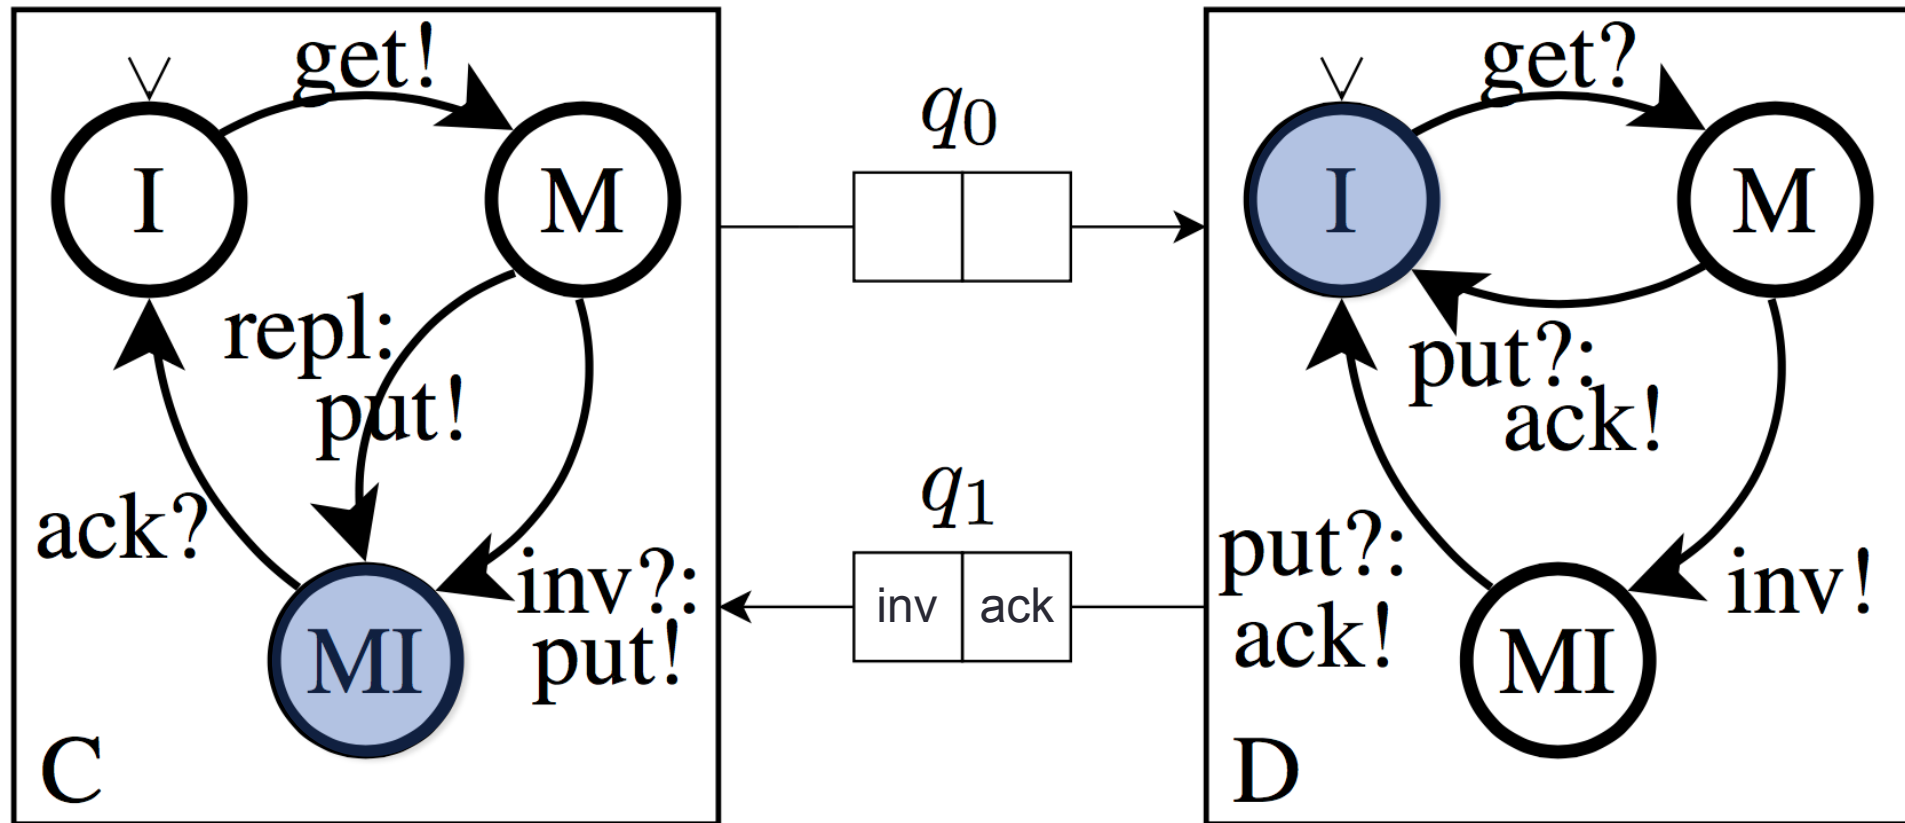 get!
I
M
repl:
put!
ack?
inv?:
put!
MI
C
q0
q1
inv ack
get?
I
M
put?:
ack!
put?:
ack!
inv!
MI
D